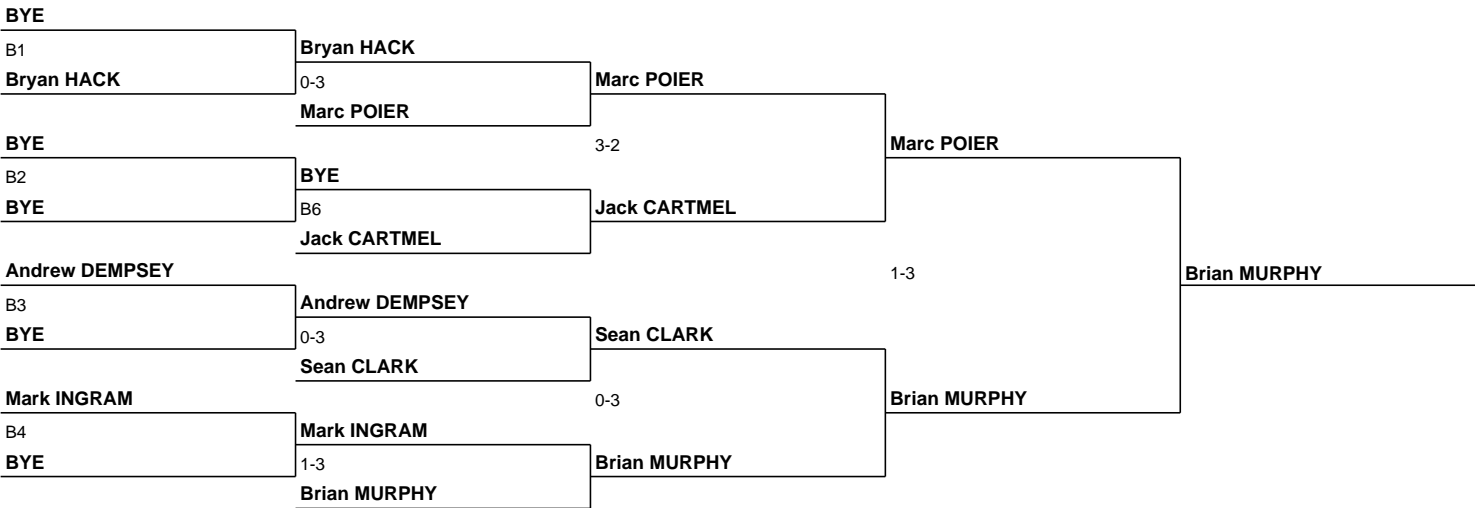 BYE
B1
Bryan HACK
Bryan HACK
0-3
Marc POIER
Marc POIER
BYE
3-2
Marc POIER
B2
BYE
BYE
B6
Jack CARTMEL
Jack CARTMEL
Andrew DEMPSEY
1-3
Brian MURPHY
B3
Andrew DEMPSEY
BYE
0-3
Sean CLARK
Sean CLARK
Mark INGRAM
0-3
Brian MURPHY
B4
Mark INGRAM
BYE
1-3
Brian MURPHY
Brian MURPHY